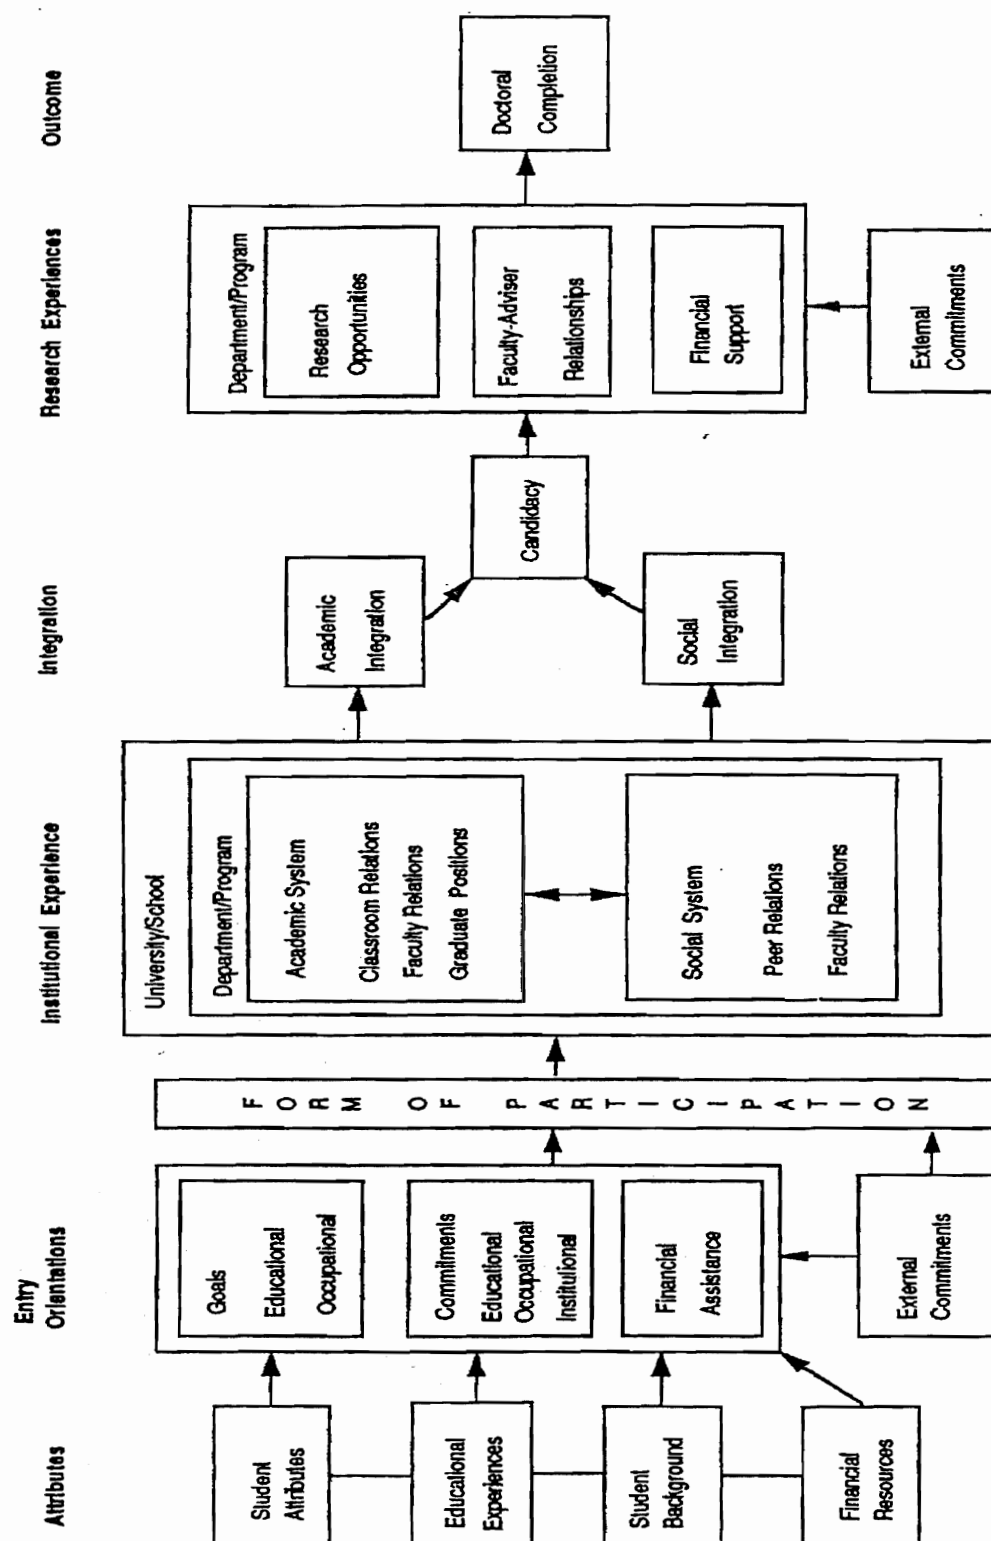 Attributes
Entry
Orientations
Institutional Experience
Integration
Research Experiences
Outcome
Student
Attributes
Educational
Experiences
Student
Background
Financial
Resources
Goals
Educational
Occupational
Commitments
Educational
Occupational
Institutional
Financial
Assistance
External
Commitments
FORM OF PARTICIPATION
University/School
Department/Program
Academic System
Classroom Relations
Faculty Relations
Graduate Positions
Social System
Peer Relations
Faculty Relations
Academic
Integration
Social
Integration
Candidacy
Department/Program
Research
Opportunities
Faculty-Adviser
Relationships
Financial
Support
External
Commitments
Doctoral
Completion